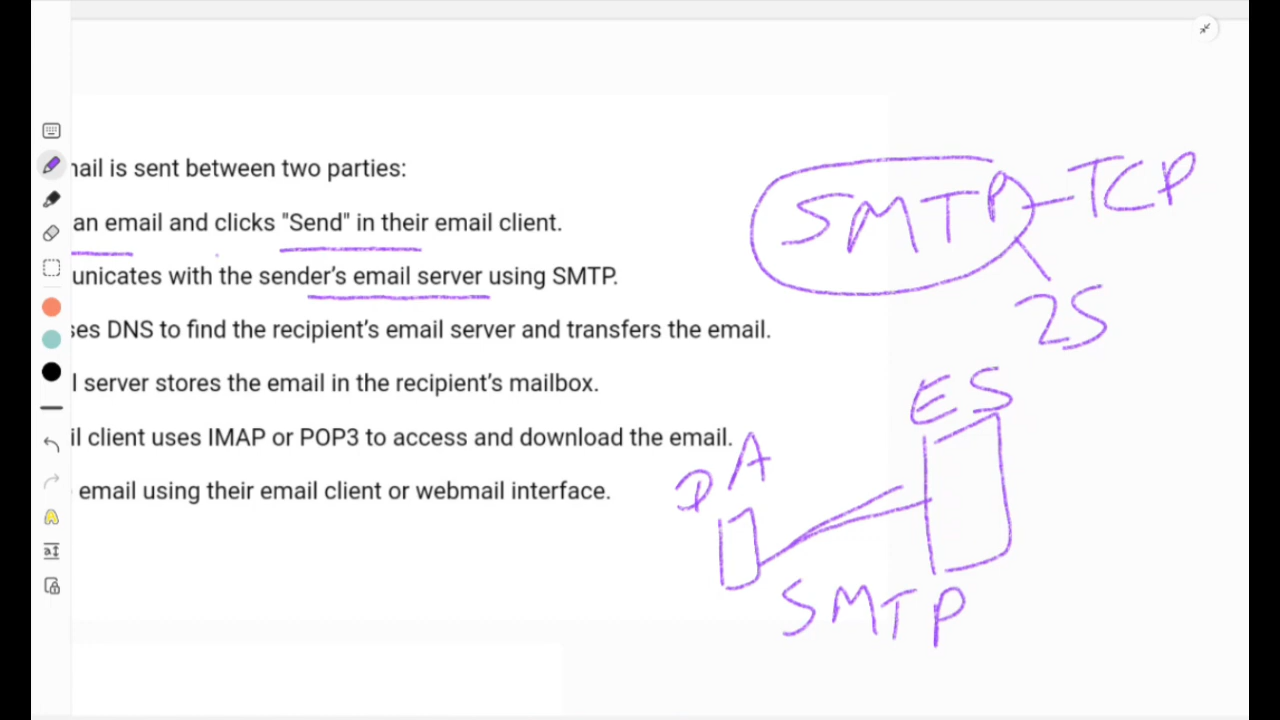 ail is sent between two parties:
an email and clicks "Send" in their email client.
unicates with the sender's email server using SMTP.
ses DNS to find the recipient's email server and transfers the email.
l server stores the email in the recipient's mailbox.
il client uses IMAP or POP3 to access and download the email.
email using their email client or webmail interface.
SMTP - TCP
25
ES
A
SMTP